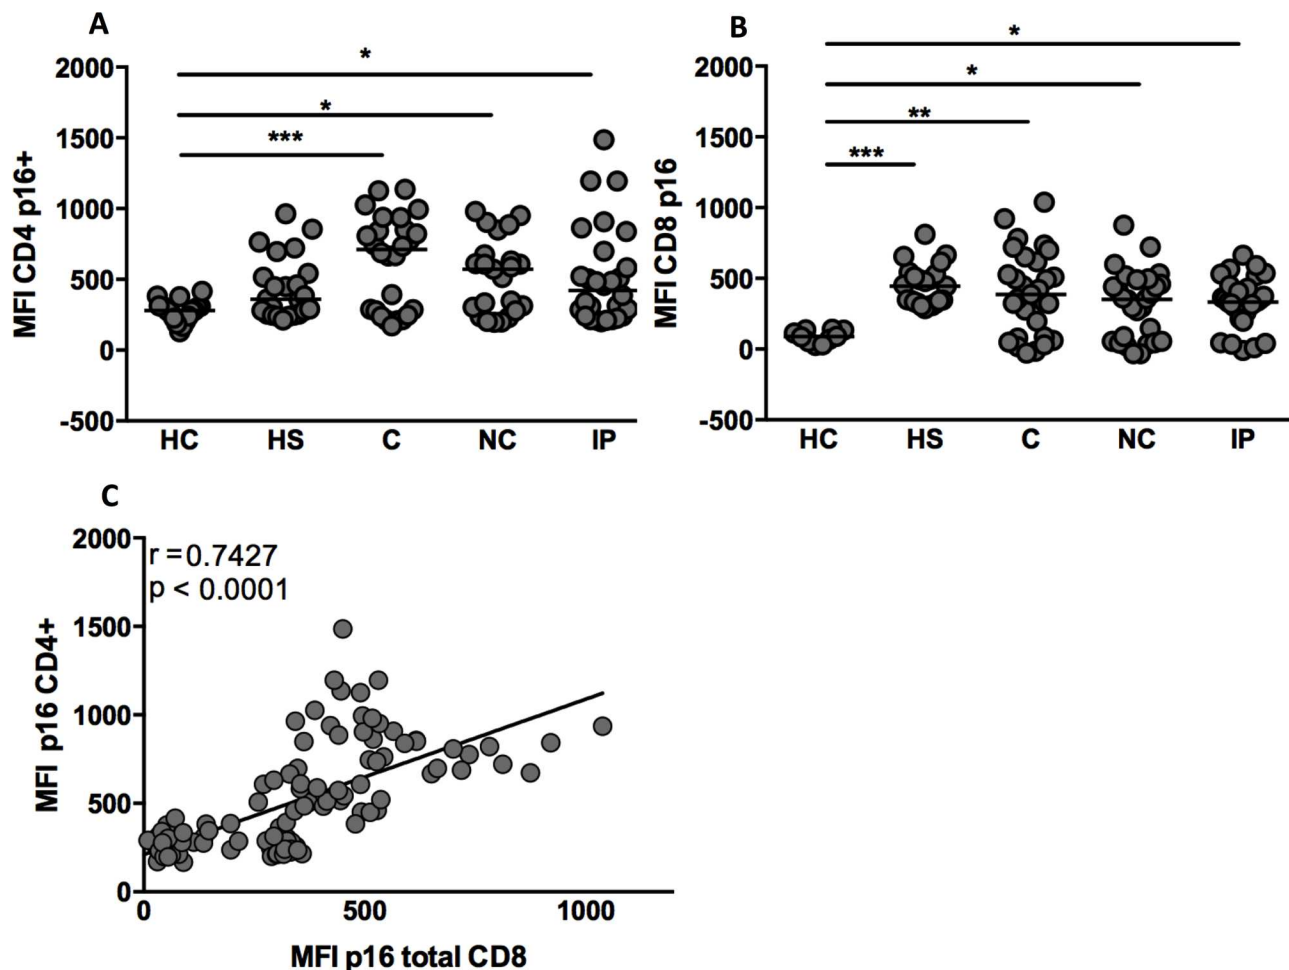 A
*
*
***
2000
1500
1000
500
0
-500
MFI CD4 p16+
HC HS C NC IP
B
*
*
**
***
2000
1500
1000
500
0
-500
MFI CD8 p16
HC HS C NC IP
C
r = 0.7427
p < 0.0001
2000
1500
1000
500
0
MFI p16 CD4+
0 500 1000
MFI p16 total CD8